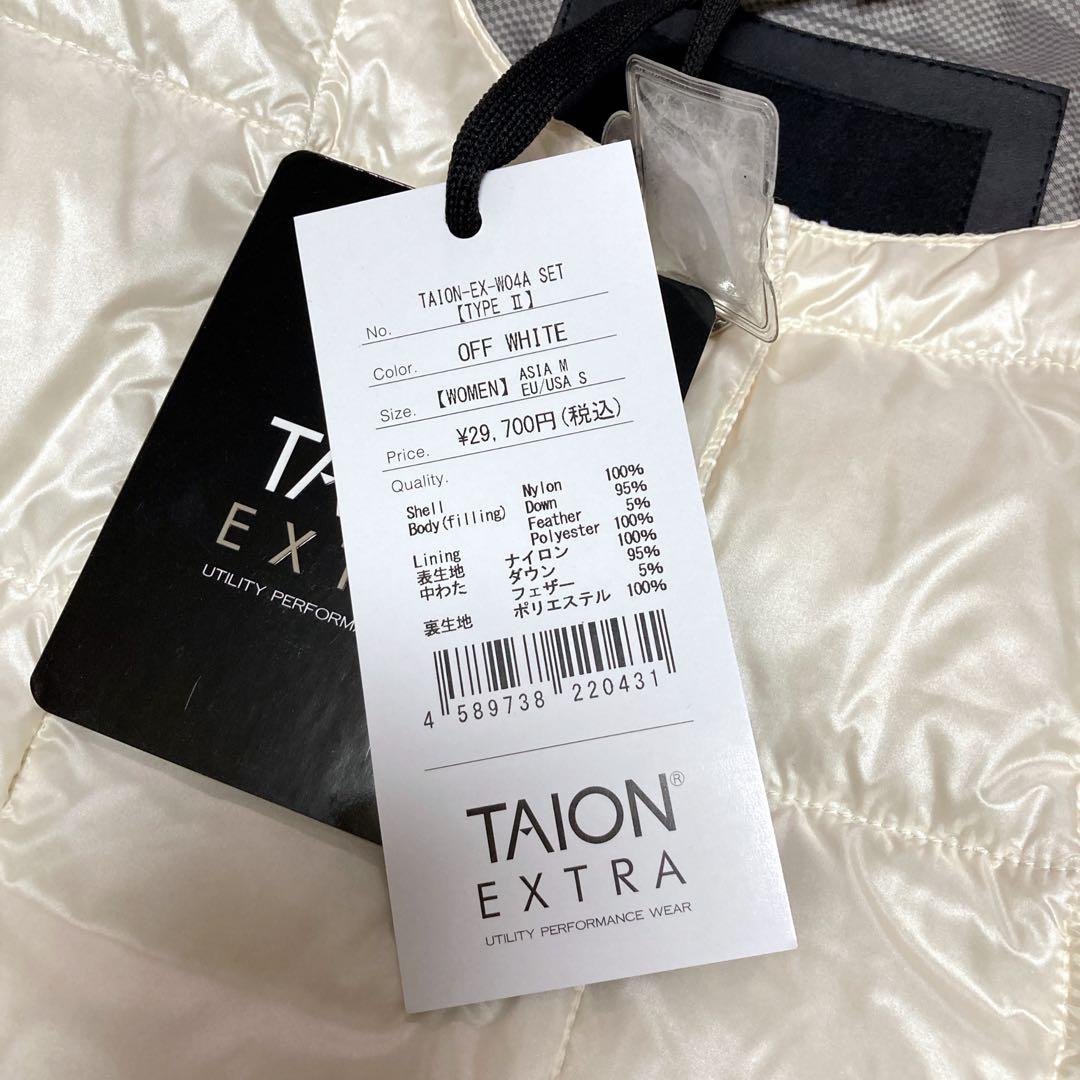 No. TAION-EX-W04A SET
【TYPE Ⅱ】
Color. OFF WHITE
Size. 【WOMEN】 ASIA M
EU/USA S
Price. ¥29,700円(税込)
Quality.
Shell Nylon 100%
Body(filling) Down 95%
Feather 5%
Lining Polyester 100%
表生地 ナイロン 100%
中わた ダウン 95%
フェザー 5%
裏生地 ポリエステル 100%
4 589738 220431
TAION®
EXTRA
UTILITY PERFORMANCE WEAR
TA
EXT
UTILITY PERFORMA